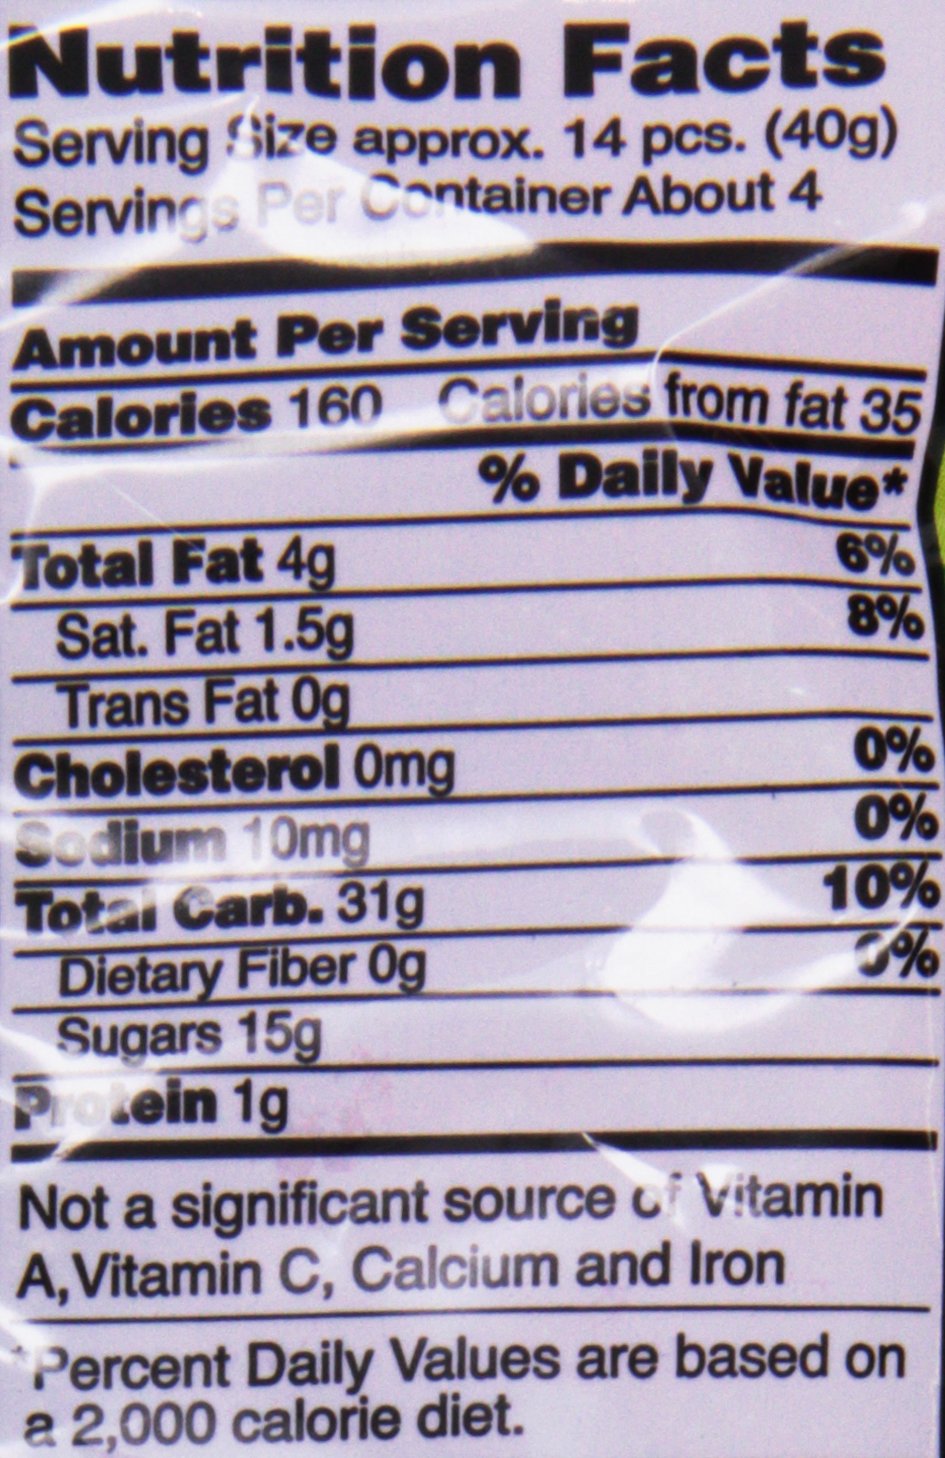 Nutrition Facts
Serving Size approx. 14 pcs. (40g)
Servings Per Container About 4
Amount Per Serving
Calories 160 Calories from fat 35
% Daily Value*
Total Fat 4g 6%
Sat. Fat 1.5g 8%
Trans Fat 0g
Cholesterol 0mg 0%
Sodium 10mg 0%
Total Carb. 31g 10%
Dietary Fiber 0g 0%
Sugars 15g
Protein 1g
Not a significant source of Vitamin
A, Vitamin C, Calcium and Iron
*Percent Daily Values are based on
a 2,000 calorie diet.